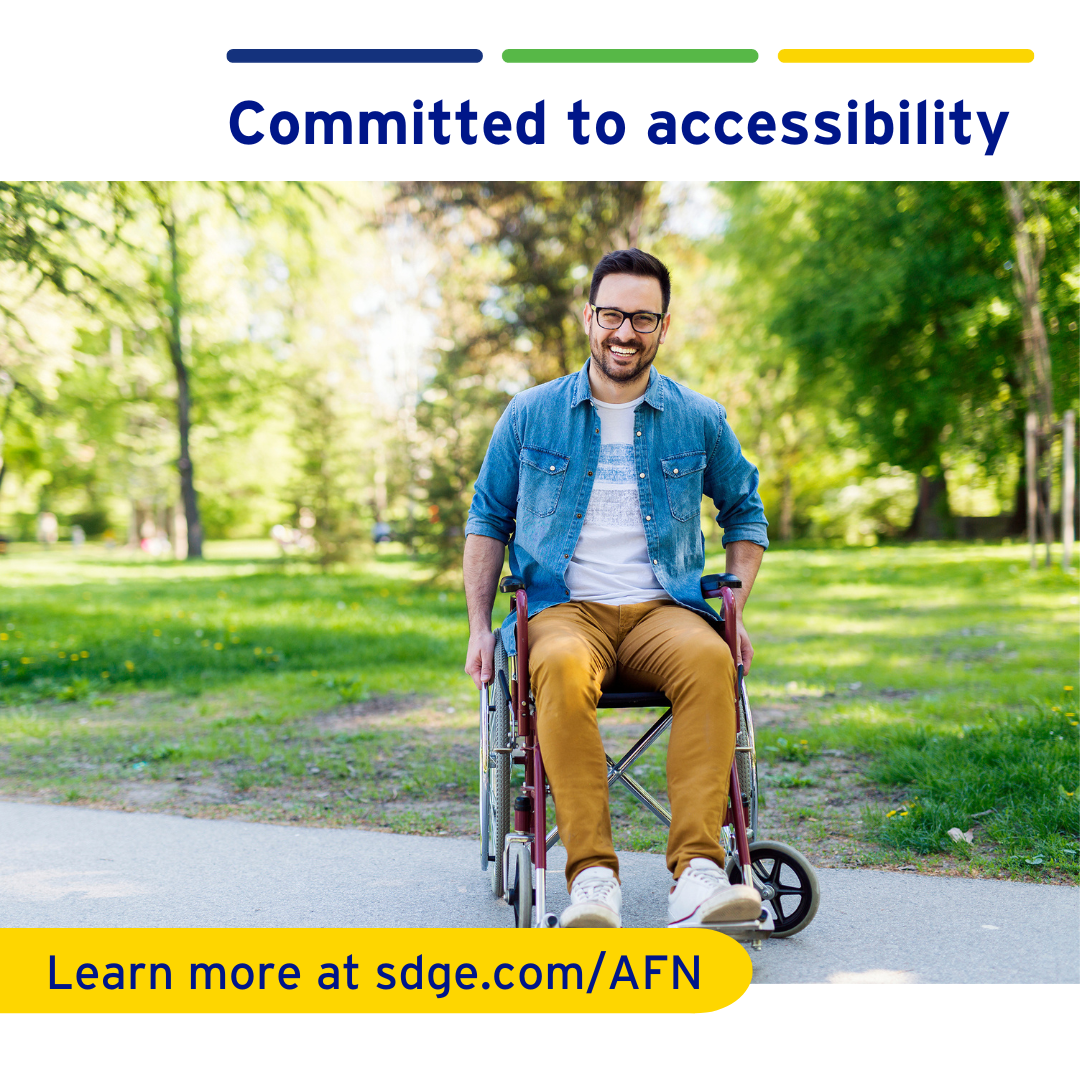 Committed to accessibility
Learn more at sdge.com/AFN